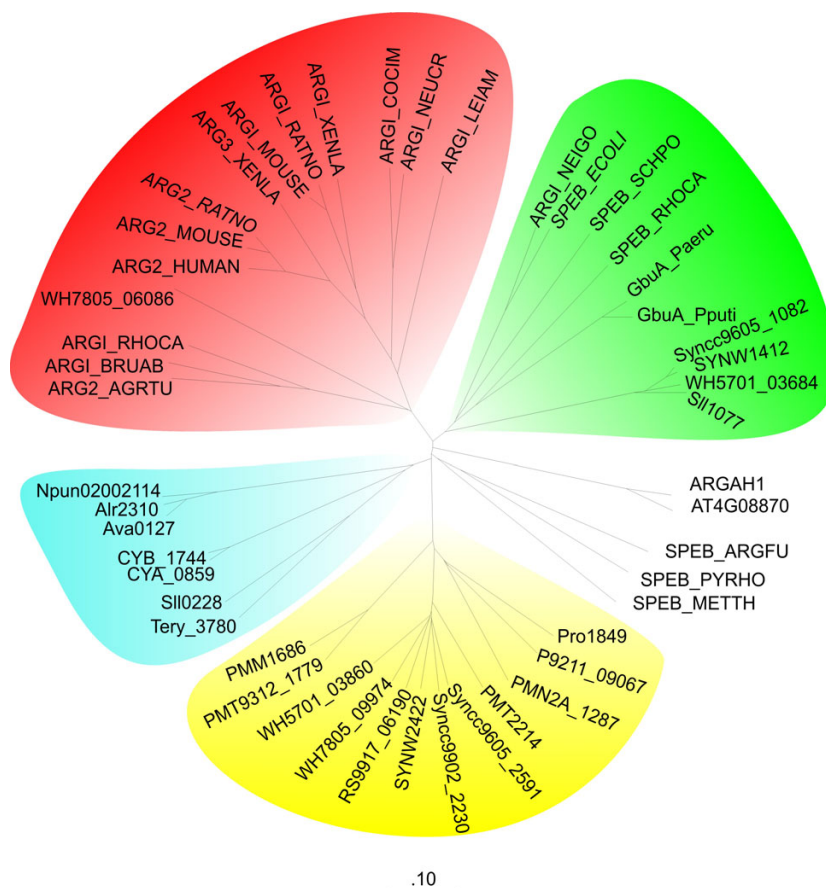 ARGI_COCIM
ARGI_NEUCR
ARGI_LEIAM
ARGI_XENLA
ARGI_RATNO
ARGI_MOUSE
ARG3_XENLA
ARG2_RATNO
ARG2_MOUSE
ARG2_HUMAN
WH7805_06086
ARGI_RHOCA
ARGI_BRUAB
ARG2_AGRTU
ARGI_NEIGO
SPEB_ECOLI
SPEB_SCHPO
SPEB_RHOCA
GbuA_Paeru
GbuA_Pputi
Syncc9605_1082
SYNW1412
WH5701_03684
Sll1077
Npun02002114
Alr2310
Ava0127
CYB_1744
CYA_0859
Sll0228
Tery_3780
ARGAH1
AT4G08870
SPEB_ARGFU
SPEB_PYRHO
SPEB_METTH
PMM1686
PMT9312_1779
WH5701_03860
WH7805_09974
RS9917_06190
SYNW2422
Syncc9902_2230
Syncc9605_2591
PMT2214
PMN2A_1287
P9211_09067
Pro1849
.10